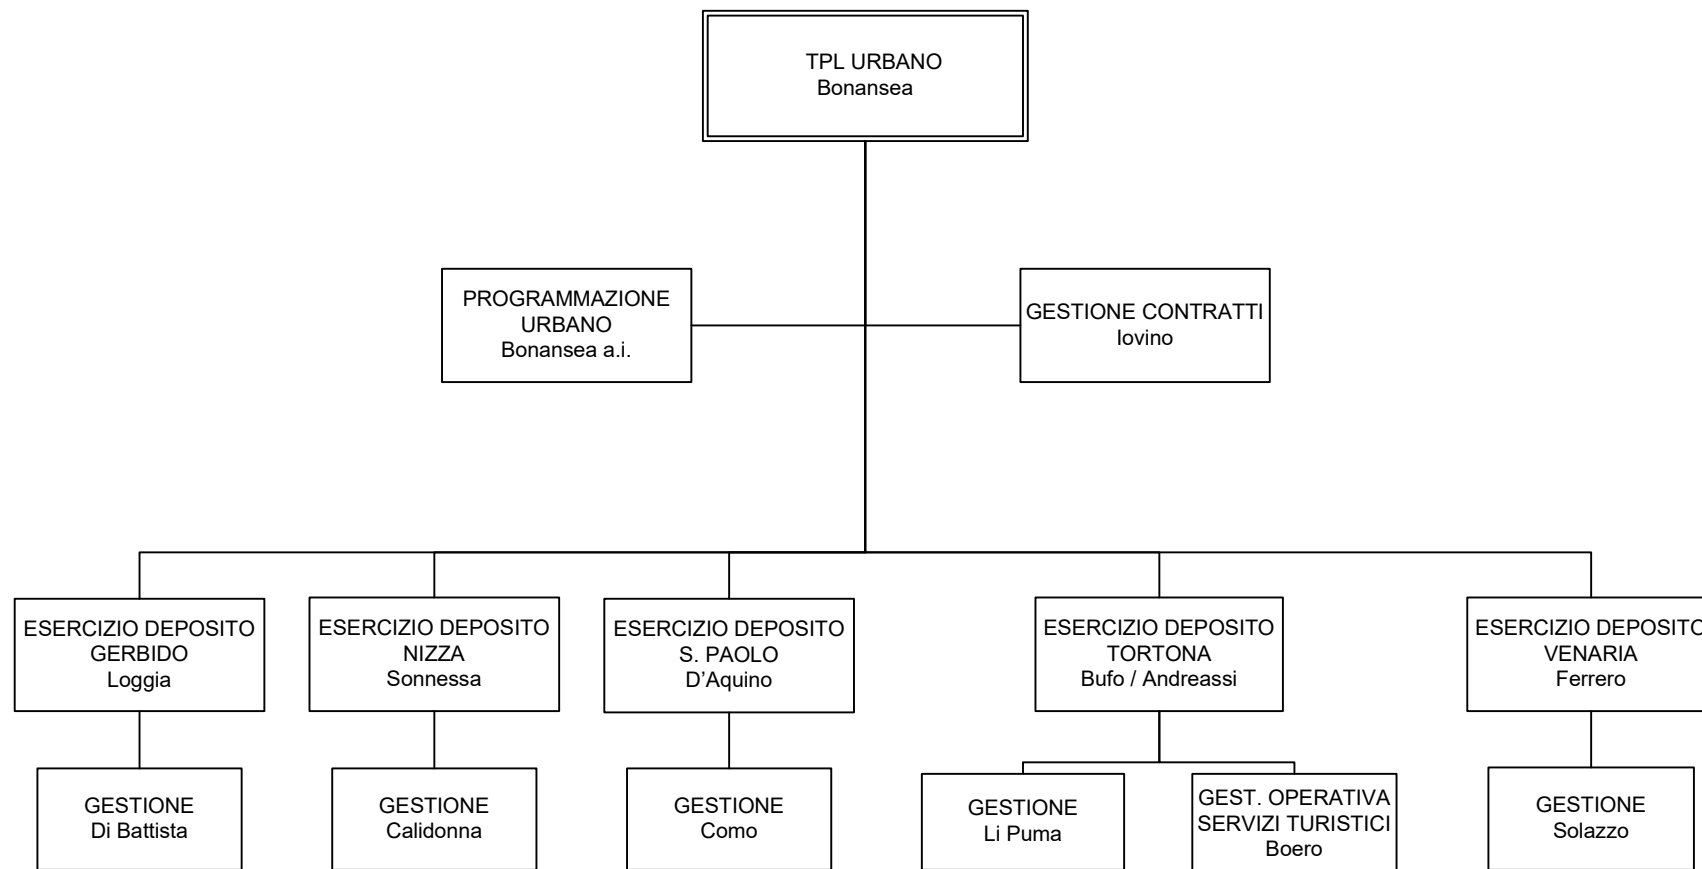 TPL URBANO
Bonansea
PROGRAMMAZIONE
URBANO
Bonansea a.i.
GESTIONE CONTRATTI
Iovino
ESERCIZIO DEPOSITO
GERBIDO
Loggia
ESERCIZIO DEPOSITO
NIZZA
Sonnessa
ESERCIZIO DEPOSITO
S. PAOLO
D’Aquino
ESERCIZIO DEPOSITO
TORTONA
Bufo / Andreassi
ESERCIZIO DEPOSITO
VENARIA
Ferrero
GESTIONE
Di Battista
GESTIONE
Calidonna
GESTIONE
Como
GESTIONE
Li Puma
GEST. OPERATIVA
SERVIZI TURISTICI
Boero
GESTIONE
Solazzo